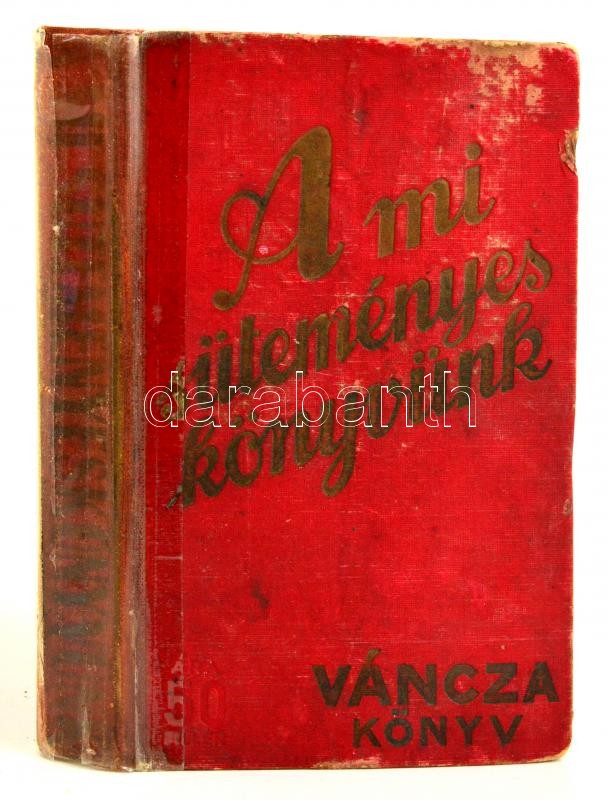 A mi
süteményes
könyvünk
darabanth
VÁNCZA
KÖNYV